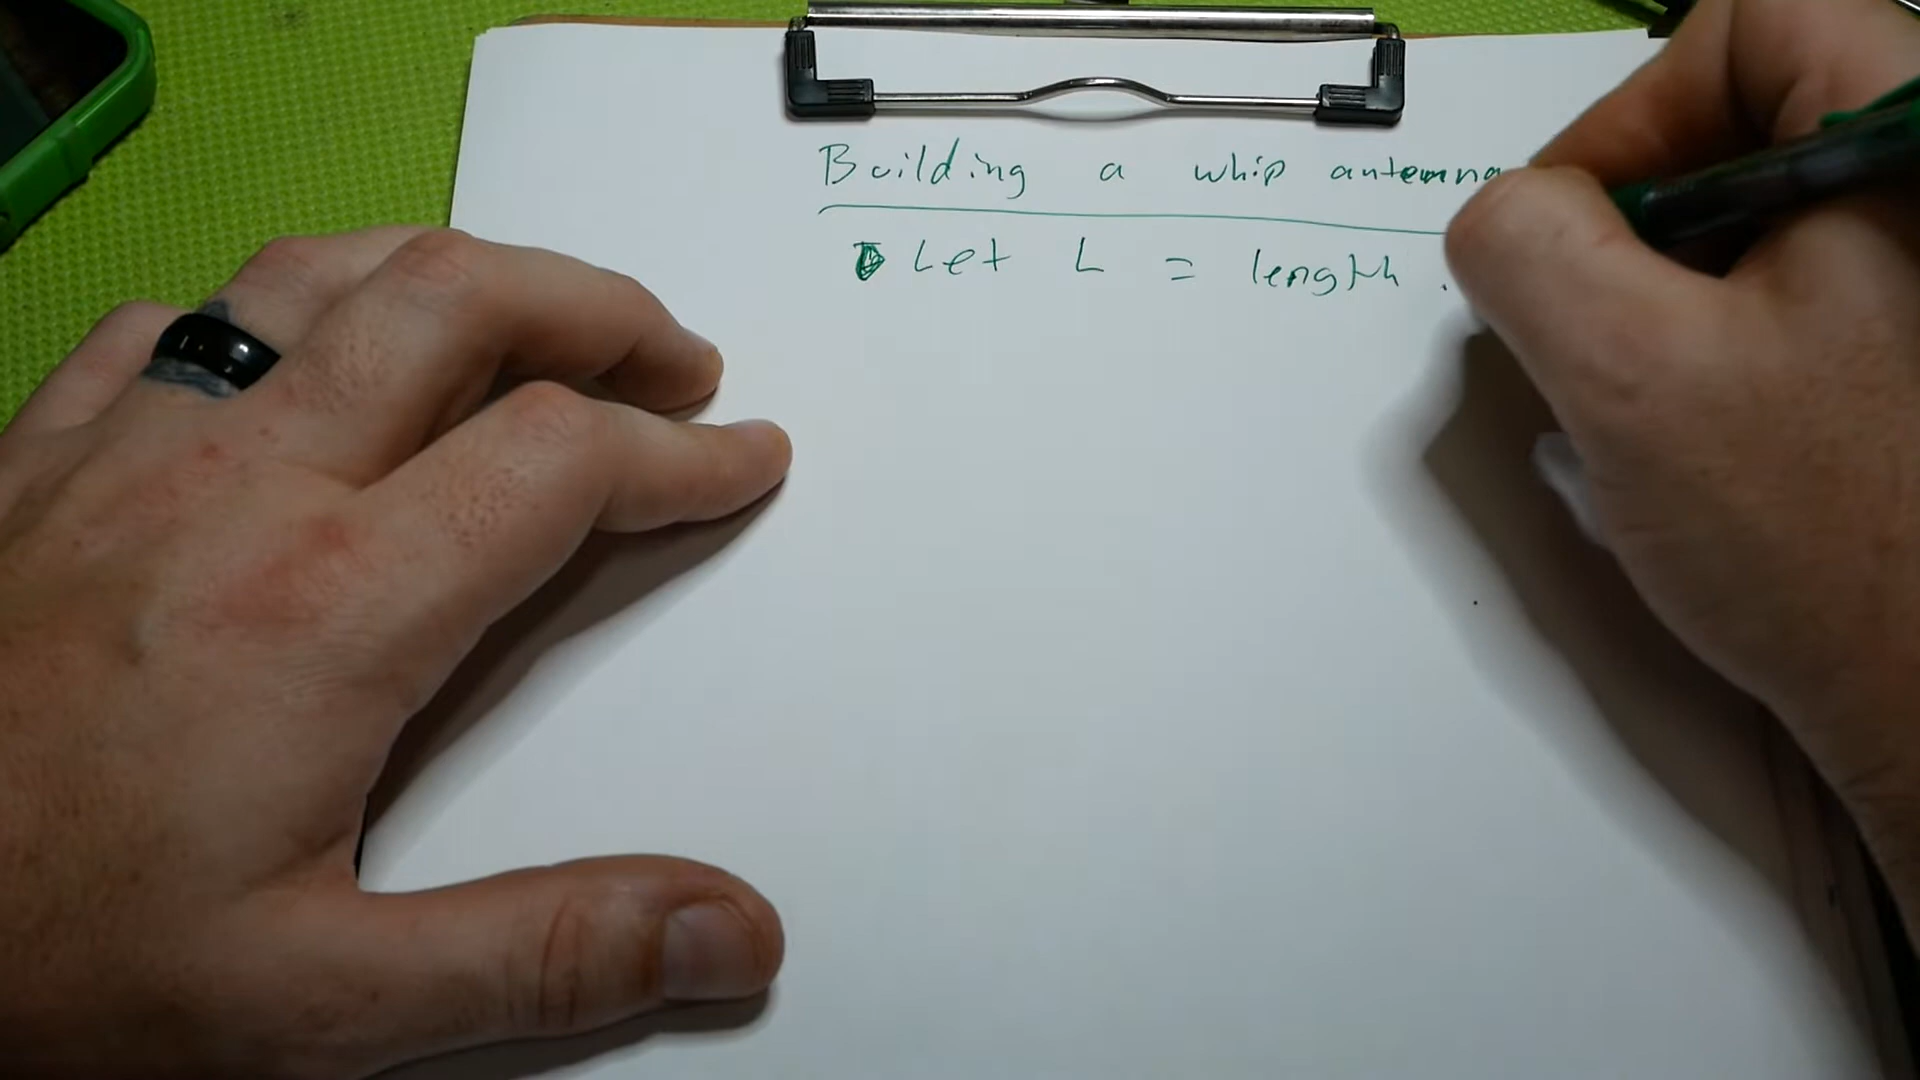 Building a whip antenna
Let L = length